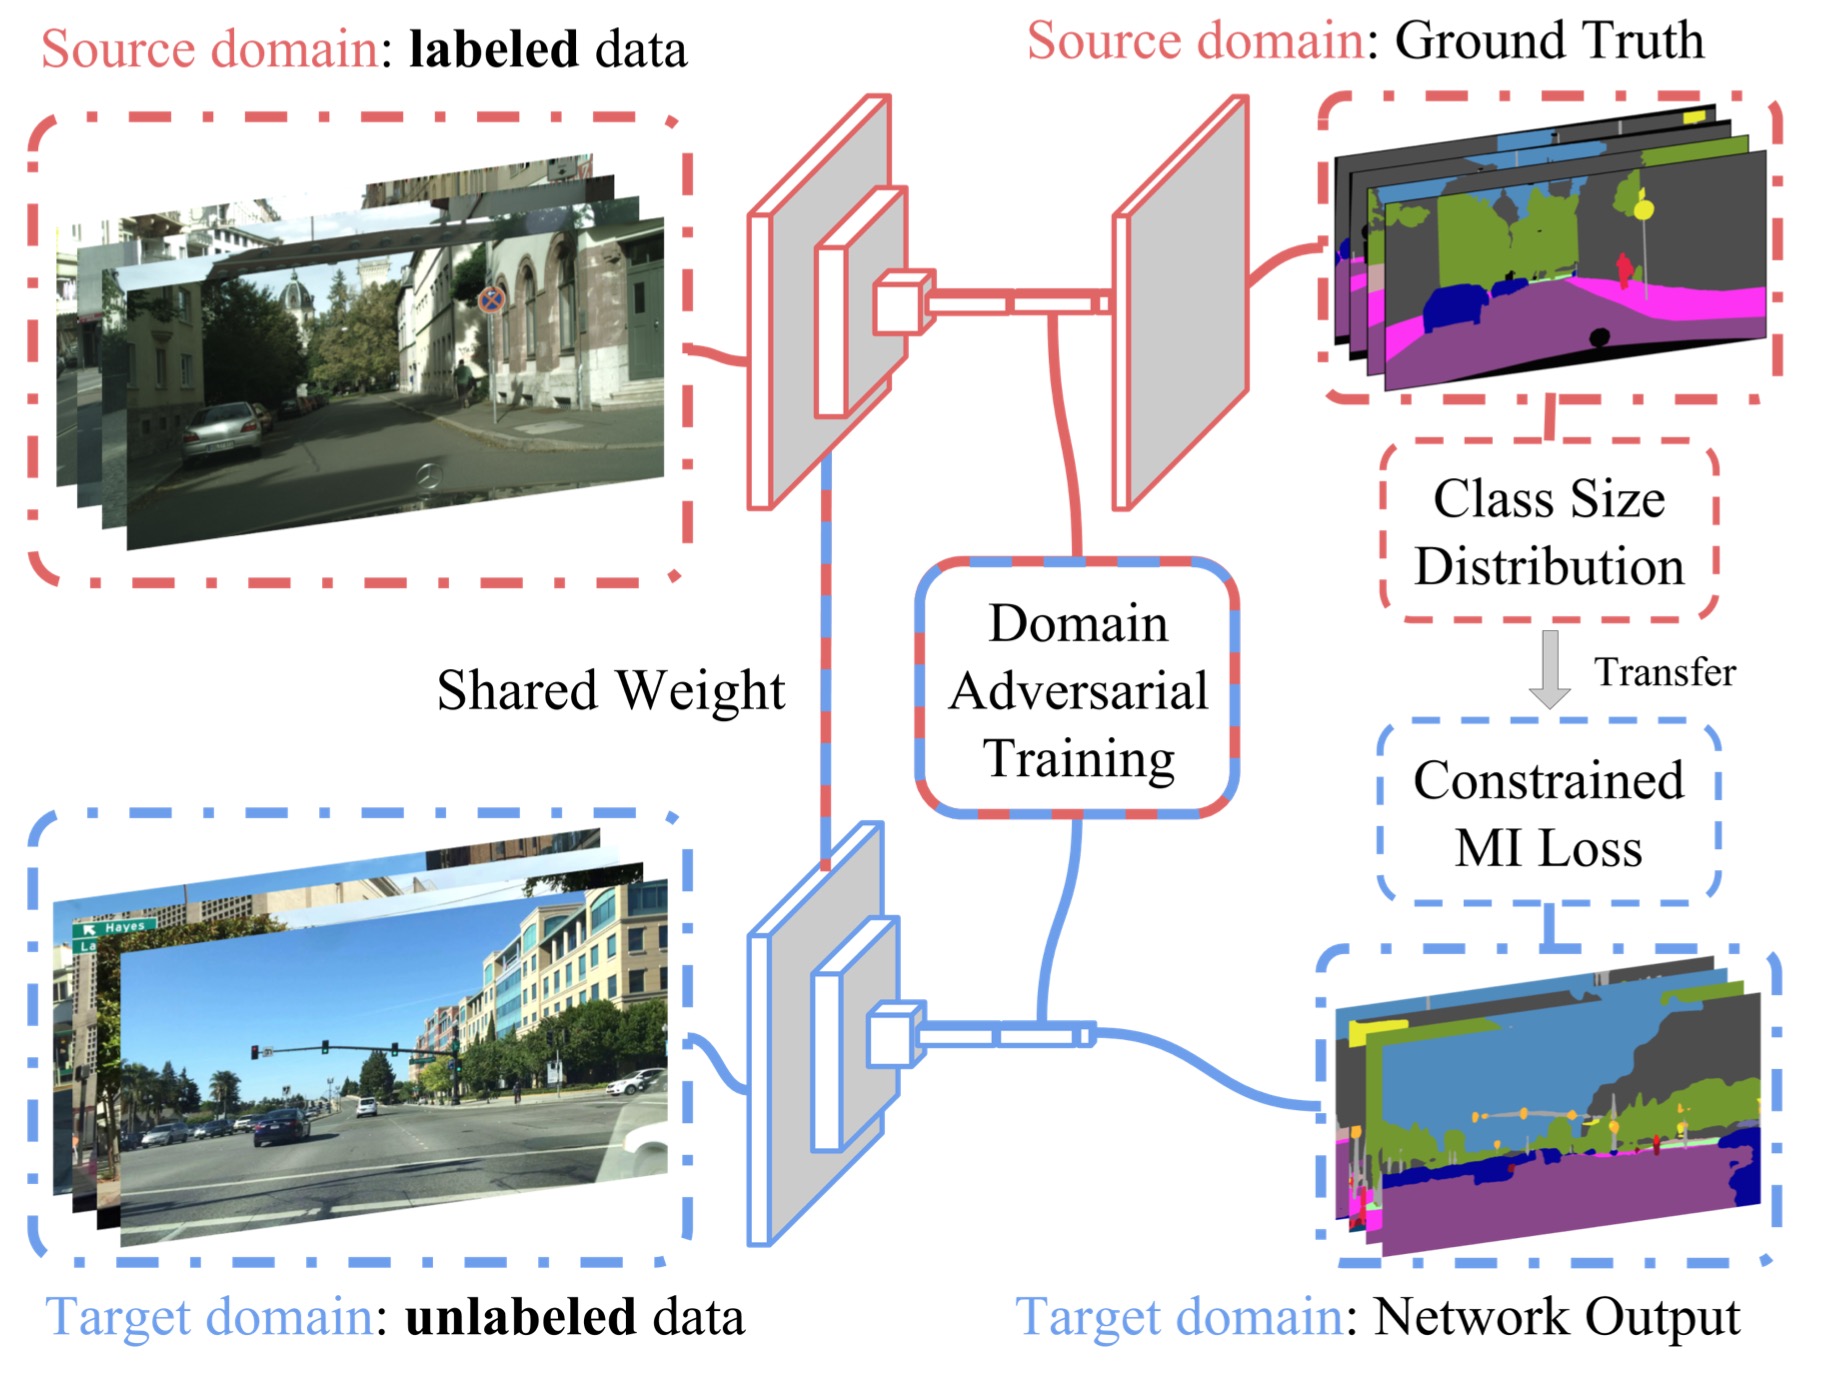 Source domain: labeled data
Source domain: Ground Truth
Class Size
Distribution
Transfer
Shared Weight
Domain
Adversarial
Training
Constrained
MI Loss
Hayes
La
Target domain: unlabeled data
Target domain: Network Output